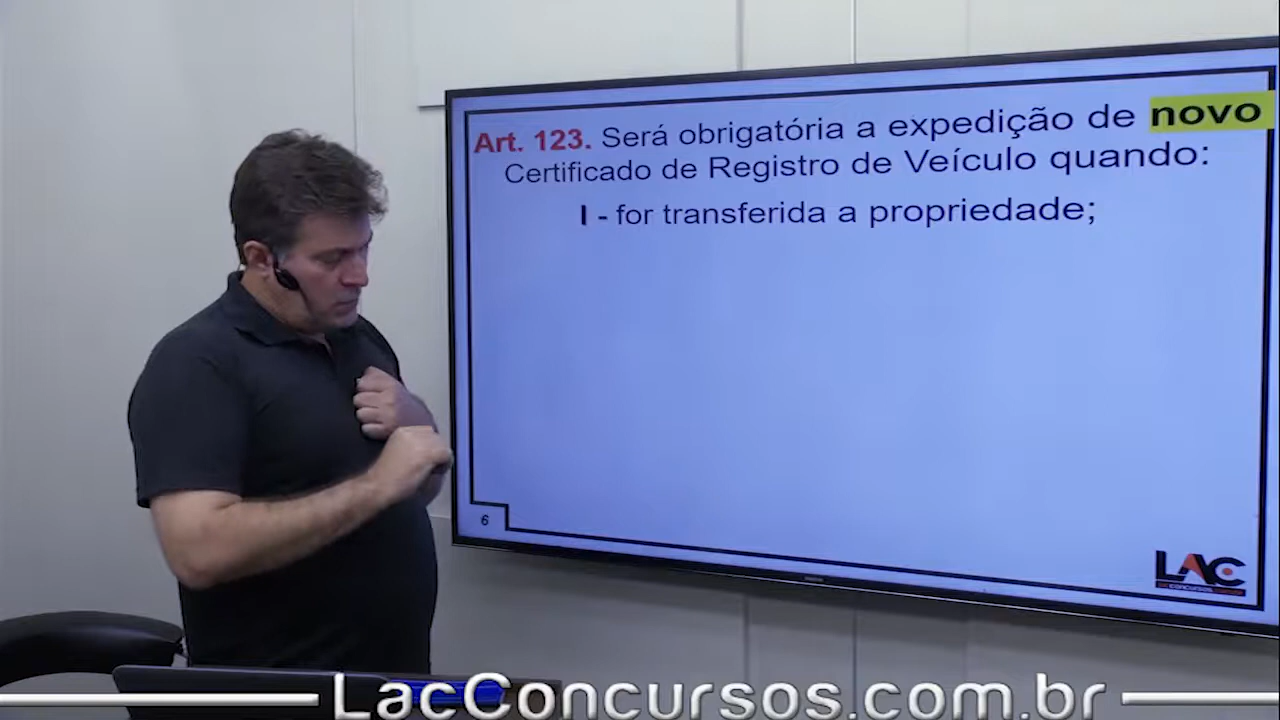 Art. 123. Será obrigatória a expedição de novo
Certificado de Registro de Veículo quando:
I - for transferida a propriedade;
6
LAC
LacConcursos.com.br